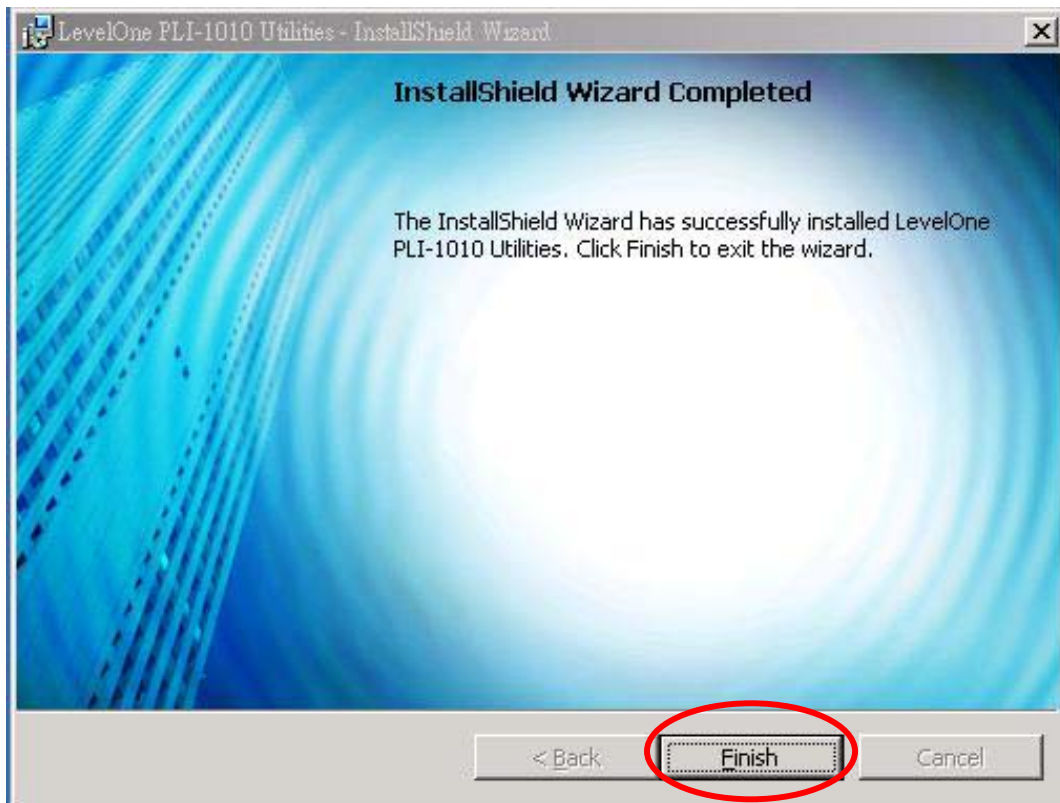 LevelOne PLI-1010 Utilities - InstallShield Wizard
InstallShield Wizard Completed
The InstallShield Wizard has successfully installed LevelOne
PLI-1010 Utilities. Click Finish to exit the wizard.
< Back
Finish
Cancel